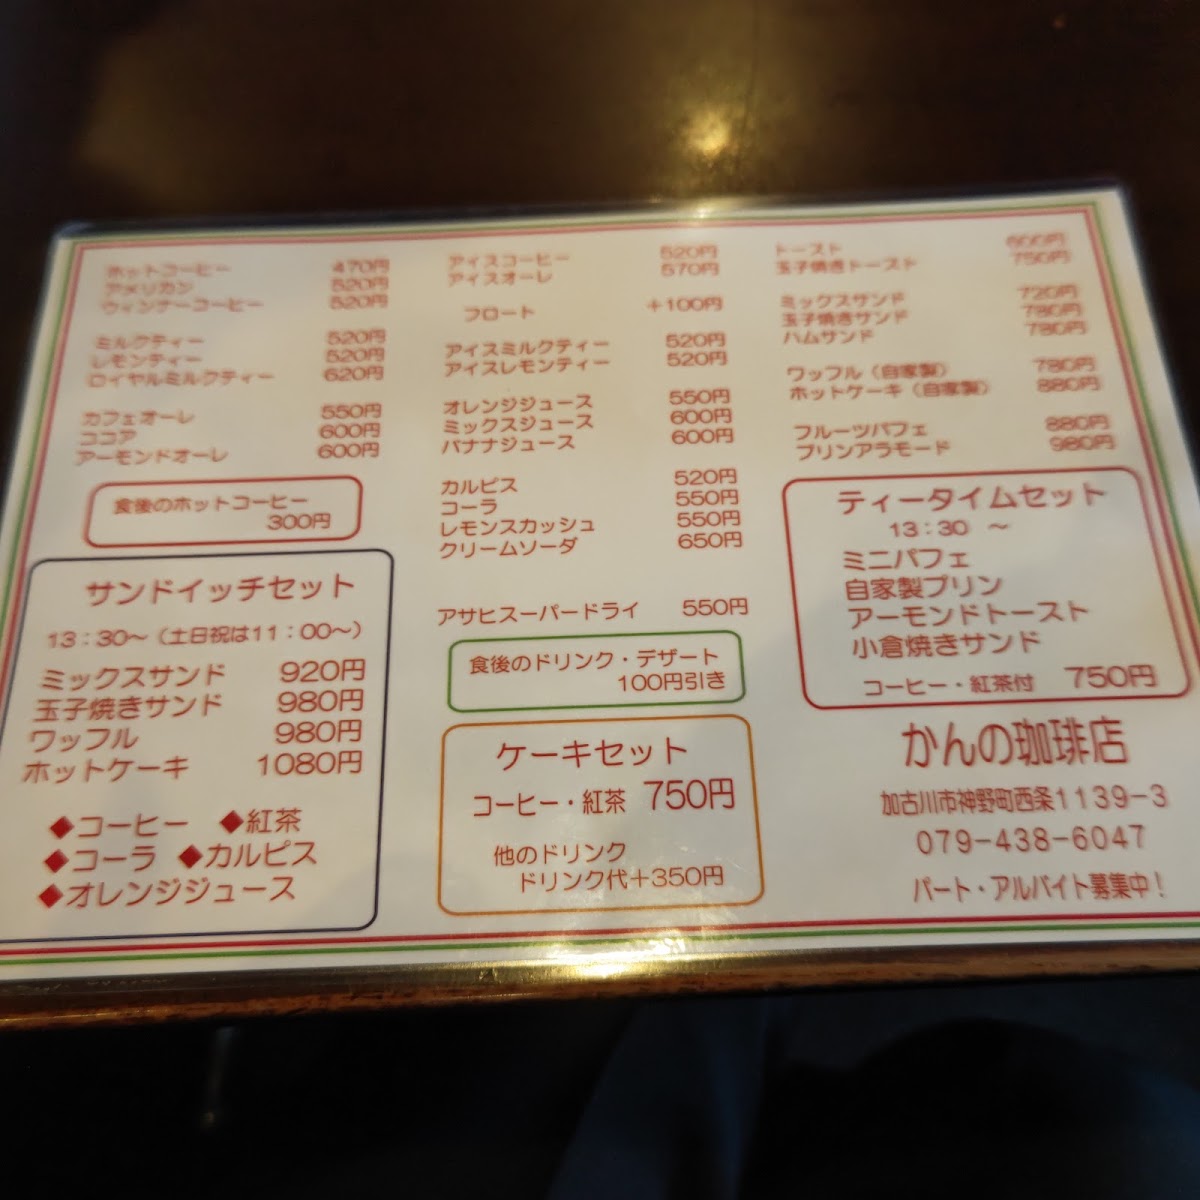 ホットコーヒー 470円
アメリカン 520円
ウィンナーコーヒー 520円
ミルクティー 520円
レモンティー 520円
ロイヤルミルクティー 620円
カフェオーレ 550円
ココア 600円
アーモンドオーレ 600円
食後のホットコーヒー
300円
サンドイッチセット
13：30〜（土日祝は11：00〜）
ミックスサンド 920円
玉子焼きサンド 980円
ワッフル 980円
ホットケーキ 1080円
◆コーヒー ◆紅茶
◆コーラ ◆カルピス
◆オレンジジュース
アイスコーヒー 520円
アイスオーレ 570円
フロート +100円
アイスミルクティー 520円
アイスレモンティー 520円
オレンジジュース 550円
ミックスジュース 600円
バナナジュース 600円
カルピス 520円
コーラ 550円
レモンスカッシュ 550円
クリームソーダ 650円
アサヒスーパードライ 550円
食後のドリンク・デザート
100円引き
ケーキセット
コーヒー・紅茶 750円
他のドリンク
ドリンク代+350円
トースト 600円
玉子焼きトースト 750円
ミックスサンド 720円
玉子焼きサンド 780円
ハムサンド 780円
ワッフル（自家製） 780円
ホットケーキ（自家製） 880円
フルーツパフェ 880円
プリンアラモード 980円
ティータイムセット
13：30 〜
ミニパフェ
自家製プリン
アーモンドトースト
小倉焼きサンド
コーヒー・紅茶付 750円
かんの珈琲店
加古川市神野町西条1139-3
079-438-6047
パート・アルバイト募集中！